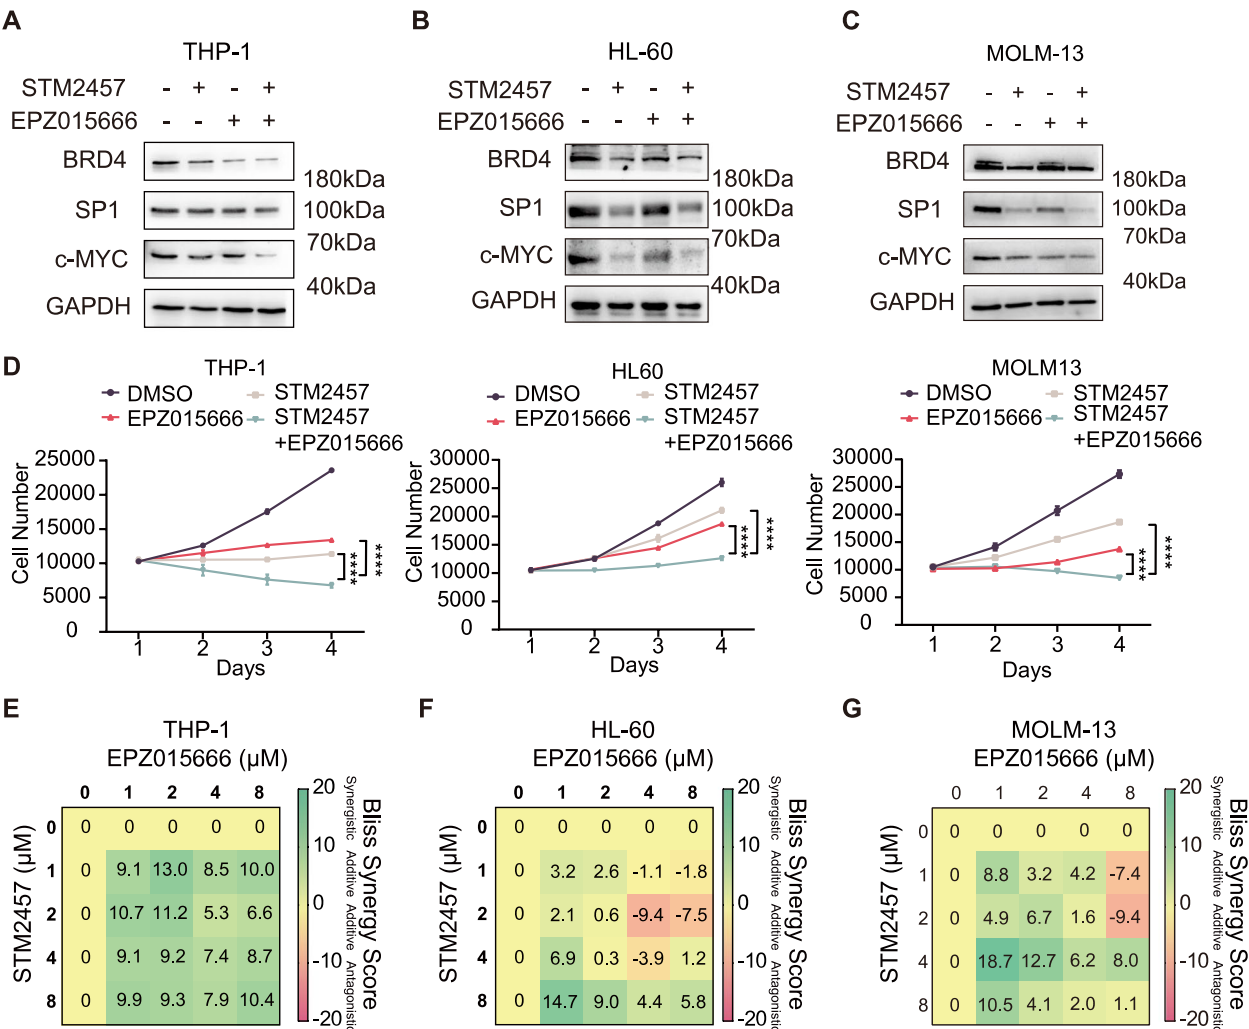 A
THP-1
STM2457 - + - +
EPZ015666 - - + +
BRD4
180kDa
SP1
100kDa
70kDa
c-MYC
40kDa
GAPDH
B
HL-60
STM2457 - + - +
EPZ015666 - - + +
BRD4
180kDa
SP1
100kDa
70kDa
c-MYC
40kDa
GAPDH
C
MOLM-13
STM2457 - + - +
EPZ015666 - - + +
BRD4
180kDa
SP1
100kDa
70kDa
c-MYC
40kDa
GAPDH
D
THP-1
DMSO STM2457
EPZ015666 STM2457
+EPZ015666
25000
20000
15000
10000
5000
0
Cell Number
1 2 3 4
Days
****
****
HL60
DMSO STM2457
EPZ015666 STM2457
+EPZ015666
30000
25000
20000
15000
10000
5000
0
Cell Number
1 2 3 4
Days
****
****
MOLM13
DMSO STM2457
EPZ015666 STM2457
+EPZ015666
30000
25000
20000
15000
10000
5000
0
Cell Number
1 2 3 4
Days
****
****
E
THP-1
EPZ015666 (µM)
0 1 2 4 8
0 0 0 0 0 0
1 0 9.1 13.0 8.5 10.0
2 0 10.7 11.2 5.3 6.6
4 0 9.1 9.2 7.4 8.7
8 0 9.9 9.3 7.9 10.4
STM2457 (µM)
20
10
0
-10
-20
Synergistic Additive Additive Antagonistic
Bliss Synergy Score
F
HL-60
EPZ015666 (µM)
0 1 2 4 8
0 0 0 0 0 0
1 0 3.2 2.6 -1.1 -1.8
2 0 2.1 0.6 -9.4 -7.5
4 0 6.9 0.3 -3.9 1.2
8 0 14.7 9.0 4.4 5.8
STM2457 (µM)
20
10
0
-10
-20
Synergistic Additive Additive Antagonistic
Bliss Synergy Score
G
MOLM-13
EPZ015666 (µM)
0 1 2 4 8
0 0 0 0 0 0
1 0 8.8 3.2 4.2 -7.4
2 0 4.9 6.7 1.6 -9.4
4 0 18.7 12.7 6.2 8.0
8 0 10.5 4.1 2.0 1.1
STM2457 (µM)
20
10
0
-10
-20
Synergistic Additive Additive Antagonistic
Bliss Synergy Score